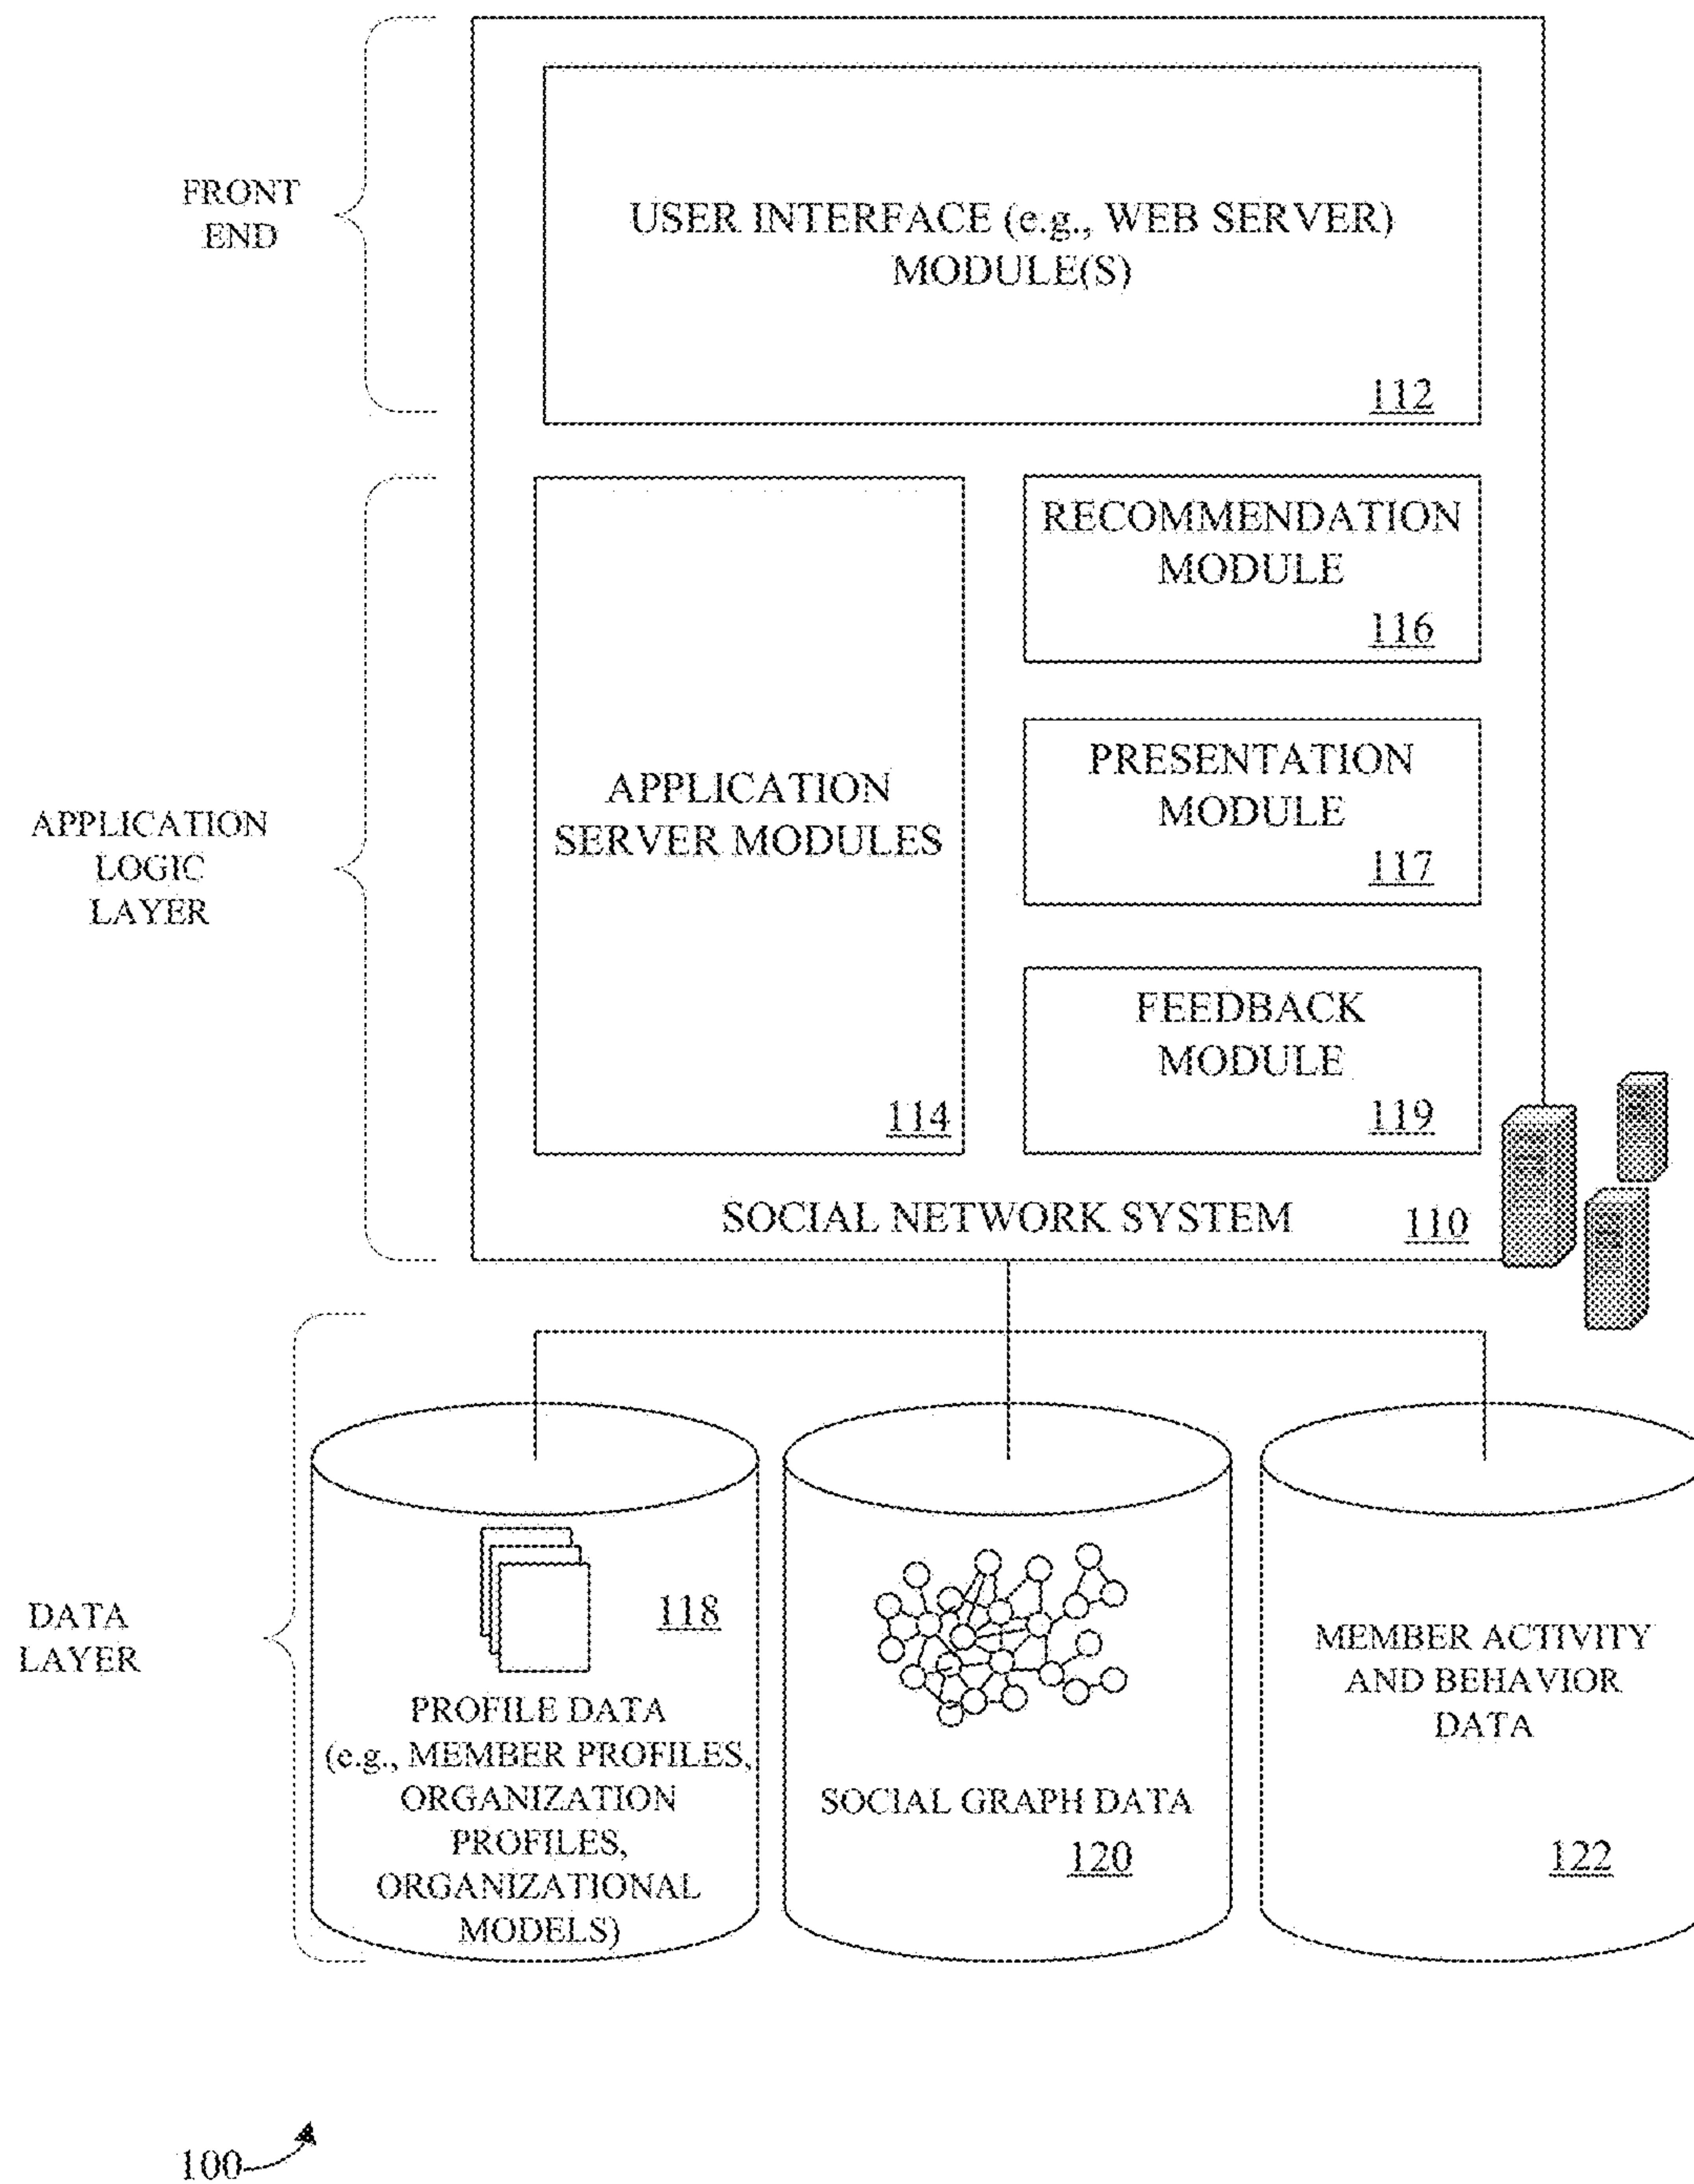 FRONT
END
USER INTERFACE (e.g., WEB SERVER)
MODULE(S)
112
APPLICATION
LOGIC
LAYER
APPLICATION
SERVER MODULES
114
RECOMMENDATION
MODULE
116
PRESENTATION
MODULE
117
FEEDBACK
MODULE
119
SOCIAL NETWORK SYSTEM
110
DATA
LAYER
118
PROFILE DATA
(e.g., MEMBER PROFILES,
ORGANIZATION
PROFILES,
ORGANIZATIONAL
MODELS)
SOCIAL GRAPH DATA
120
MEMBER ACTIVITY
AND BEHAVIOR
DATA
122
100